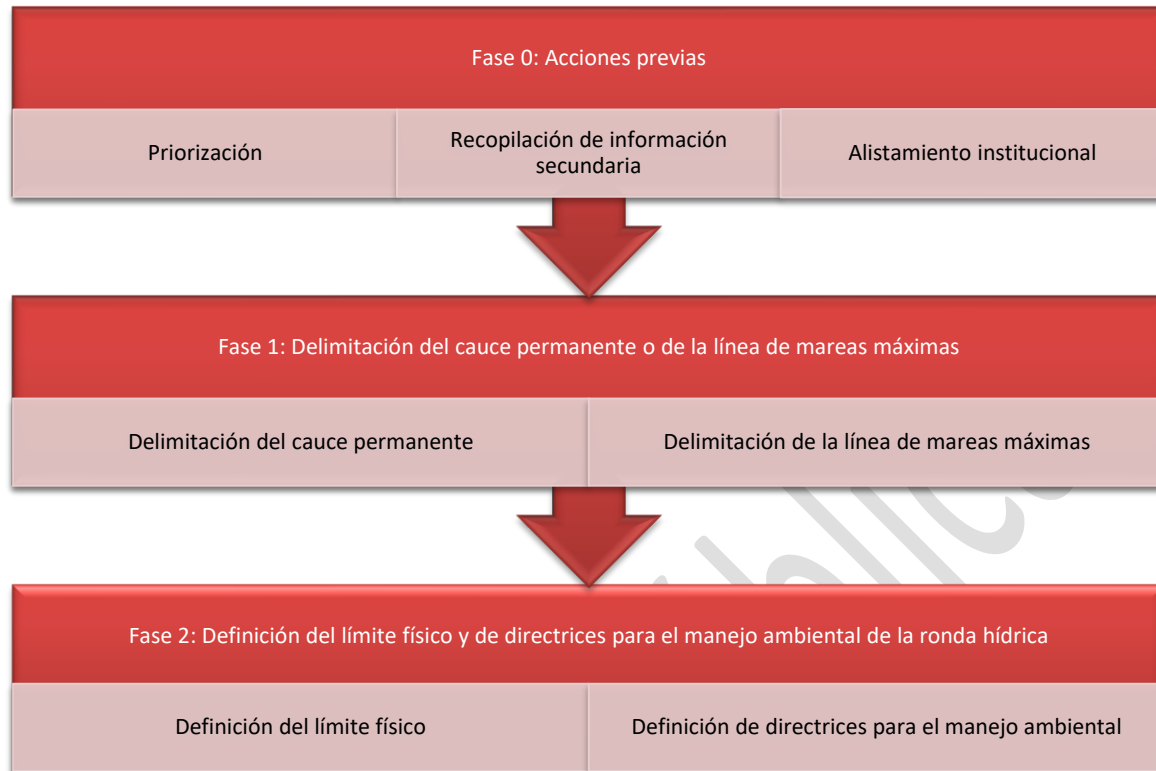 Fase 0: Acciones previas
Priorización
Recopilación de información
secundaria
Alistamiento institucional
Fase 1: Delimitación del cauce permanente o de la línea de mareas máximas
Delimitación del cauce permanente
Delimitación de la línea de mareas máximas
Fase 2: Definición del límite físico y de directrices para el manejo ambiental de la ronda hídrica
Definición del límite físico
Definición de directrices para el manejo ambiental